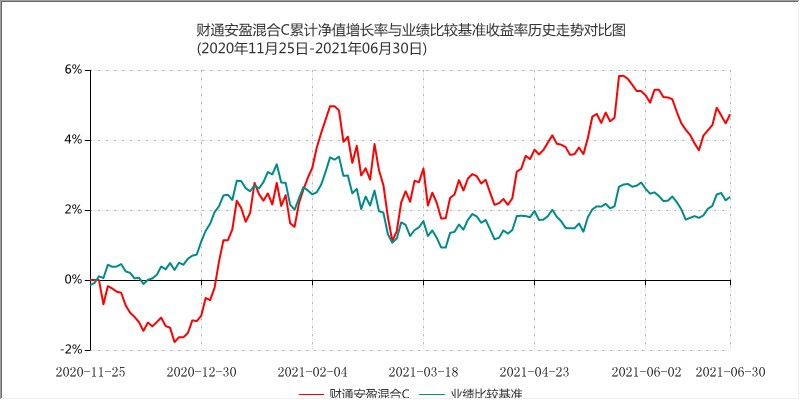 财通安盈混合C累计净值增长率与业绩比较基准收益率历史走势对比图
(2020年11月25日-2021年06月30日)
6%
4%
2%
0%
-2%
2020-11-25 2020-12-30 2021-02-04 2021-03-18 2021-04-23 2021-06-02 2021-06-30
财通安盈混合C 业绩比较基准